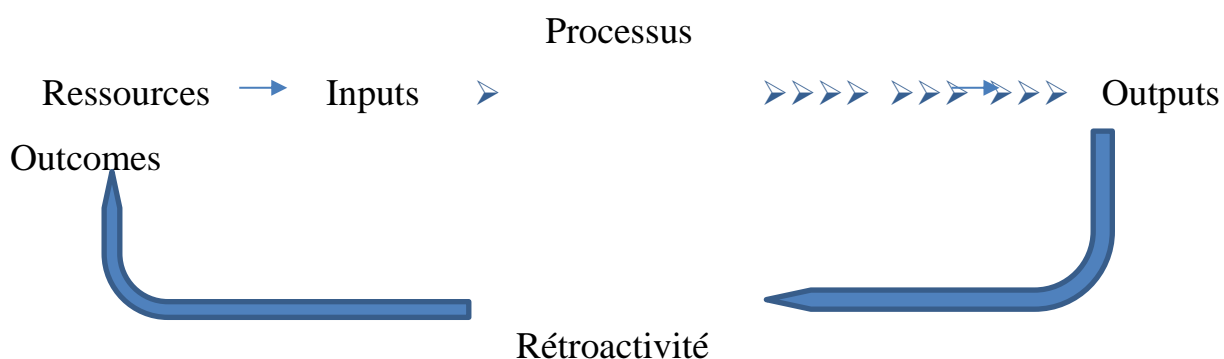 Processus
Ressources Inputs Outputs
Outcomes
Rétroactivité